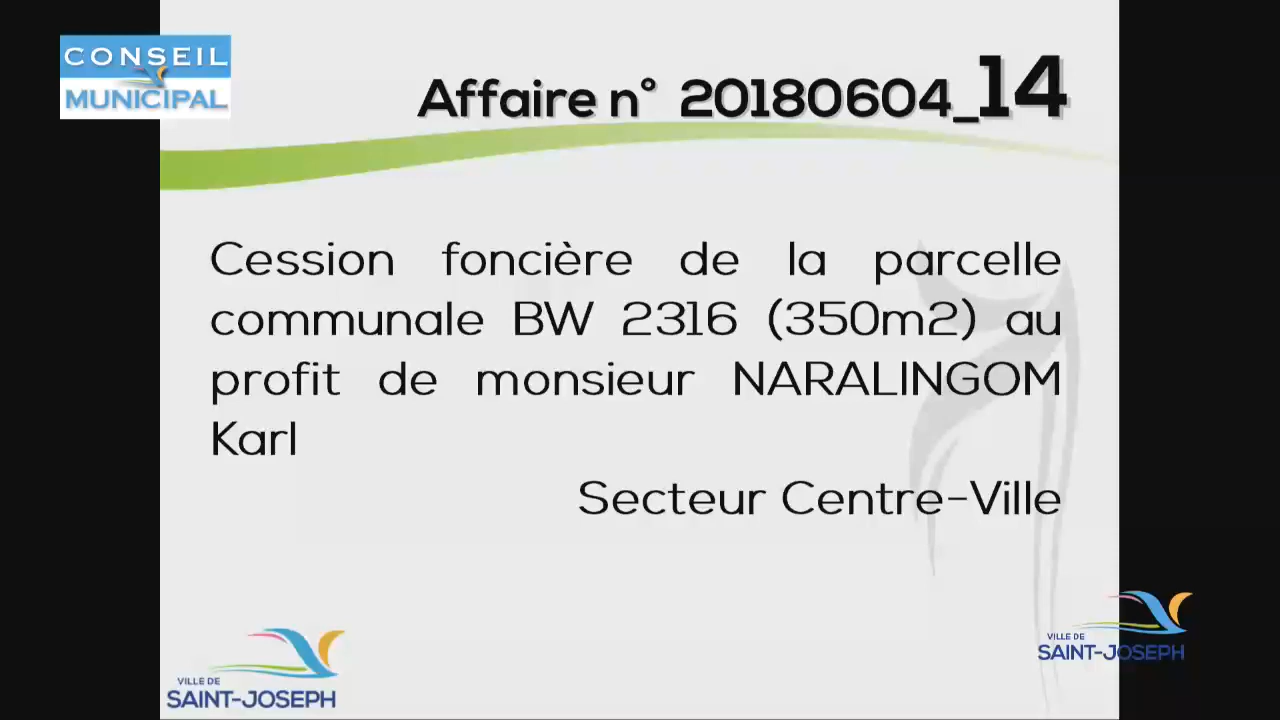 CONSEIL
MUNICIPAL
Affaire n° 20180604_14
Cession foncière de la parcelle
communale BW 2316 (350m2) au
profit de monsieur NARALINGOM
Karl
Secteur Centre-Ville
VILLE DE
SAINT-JOSEPH
VILLE DE
SAINT-JOSEPH